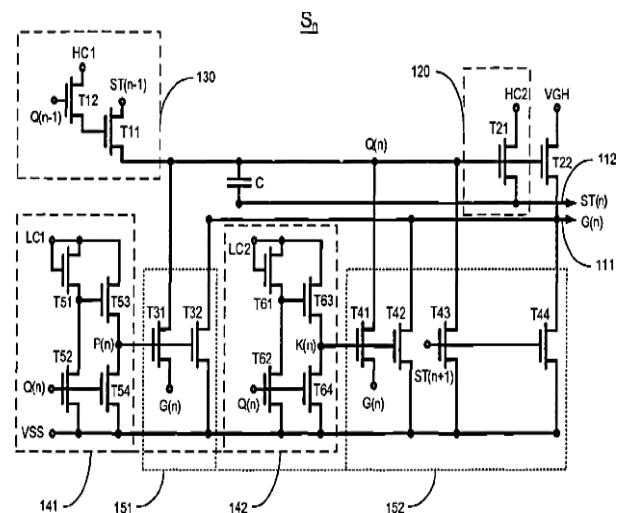 Sn
HC1
T12
ST(n-1)
Q(n-1)
T11
130
120
HC2
VGH
T21
T22
112
Q(n)
C
ST(n)
G(n)
111
LC1
T51
T53
LC2
T61
T63
T31
T32
T41
T42
T43
T44
P(n)
K(n)
T52
T54
T62
T64
Q(n)
G(n)
Q(n)
G(n)
ST(n+1)
VSS
141
151
142
152